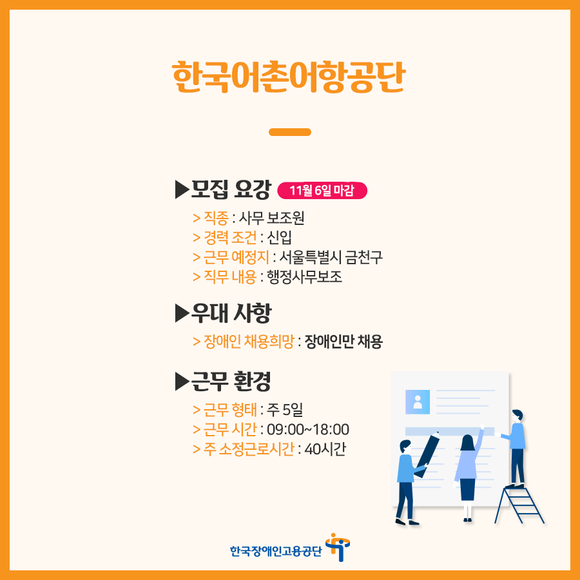 한국어촌어항공단
▶모집 요강 11월 6일 마감
> 직종 : 사무 보조원
> 경력 조건 : 신입
> 근무 예정지 : 서울특별시 금천구
> 직무 내용 : 행정사무보조
▶우대 사항
> 장애인 채용희망 : 장애인만 채용
▶근무 환경
> 근무 형태 : 주 5일
> 근무 시간 : 09:00~18:00
> 주 소정근로시간 : 40시간
한국장애인고용공단